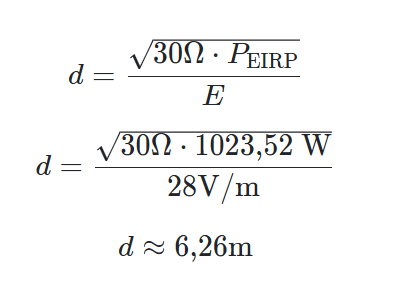 d = √30Ω · P_EIRP / E
d = √30Ω · 1023,52 W / 28V/m
d ≈ 6,26m